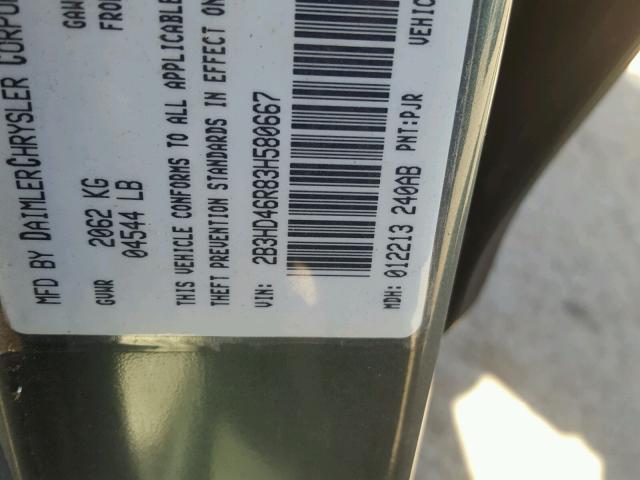 MFD BY DAIMLERCHRYSLER CORPOR
GAW
FRO
GVWR 2062 KG
04544 LB
THIS VEHICLE CONFORMS TO ALL APPLICABLE
THEFT PREVENTION STANDARDS IN EFFECT ON
VIN: 2B3HD46R83H580667
VEHIC
MDH: 012213 240AB PNT:PJR